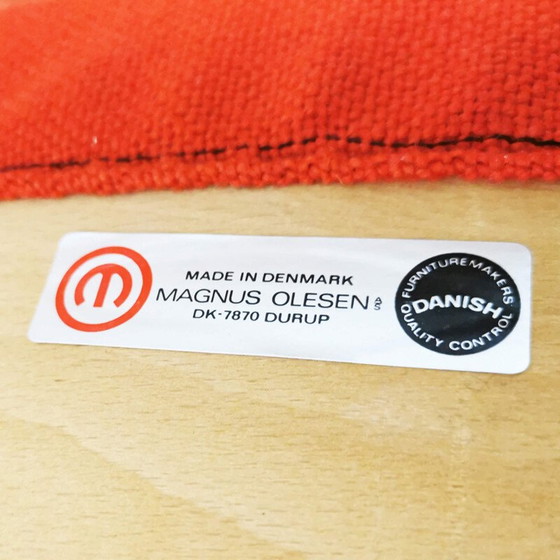 MADE IN DENMARK
MAGNUS OLESEN A/S
DK-7870 DURUP
FURNITUREMAKERS'
DANISH
QUALITY CONTROL